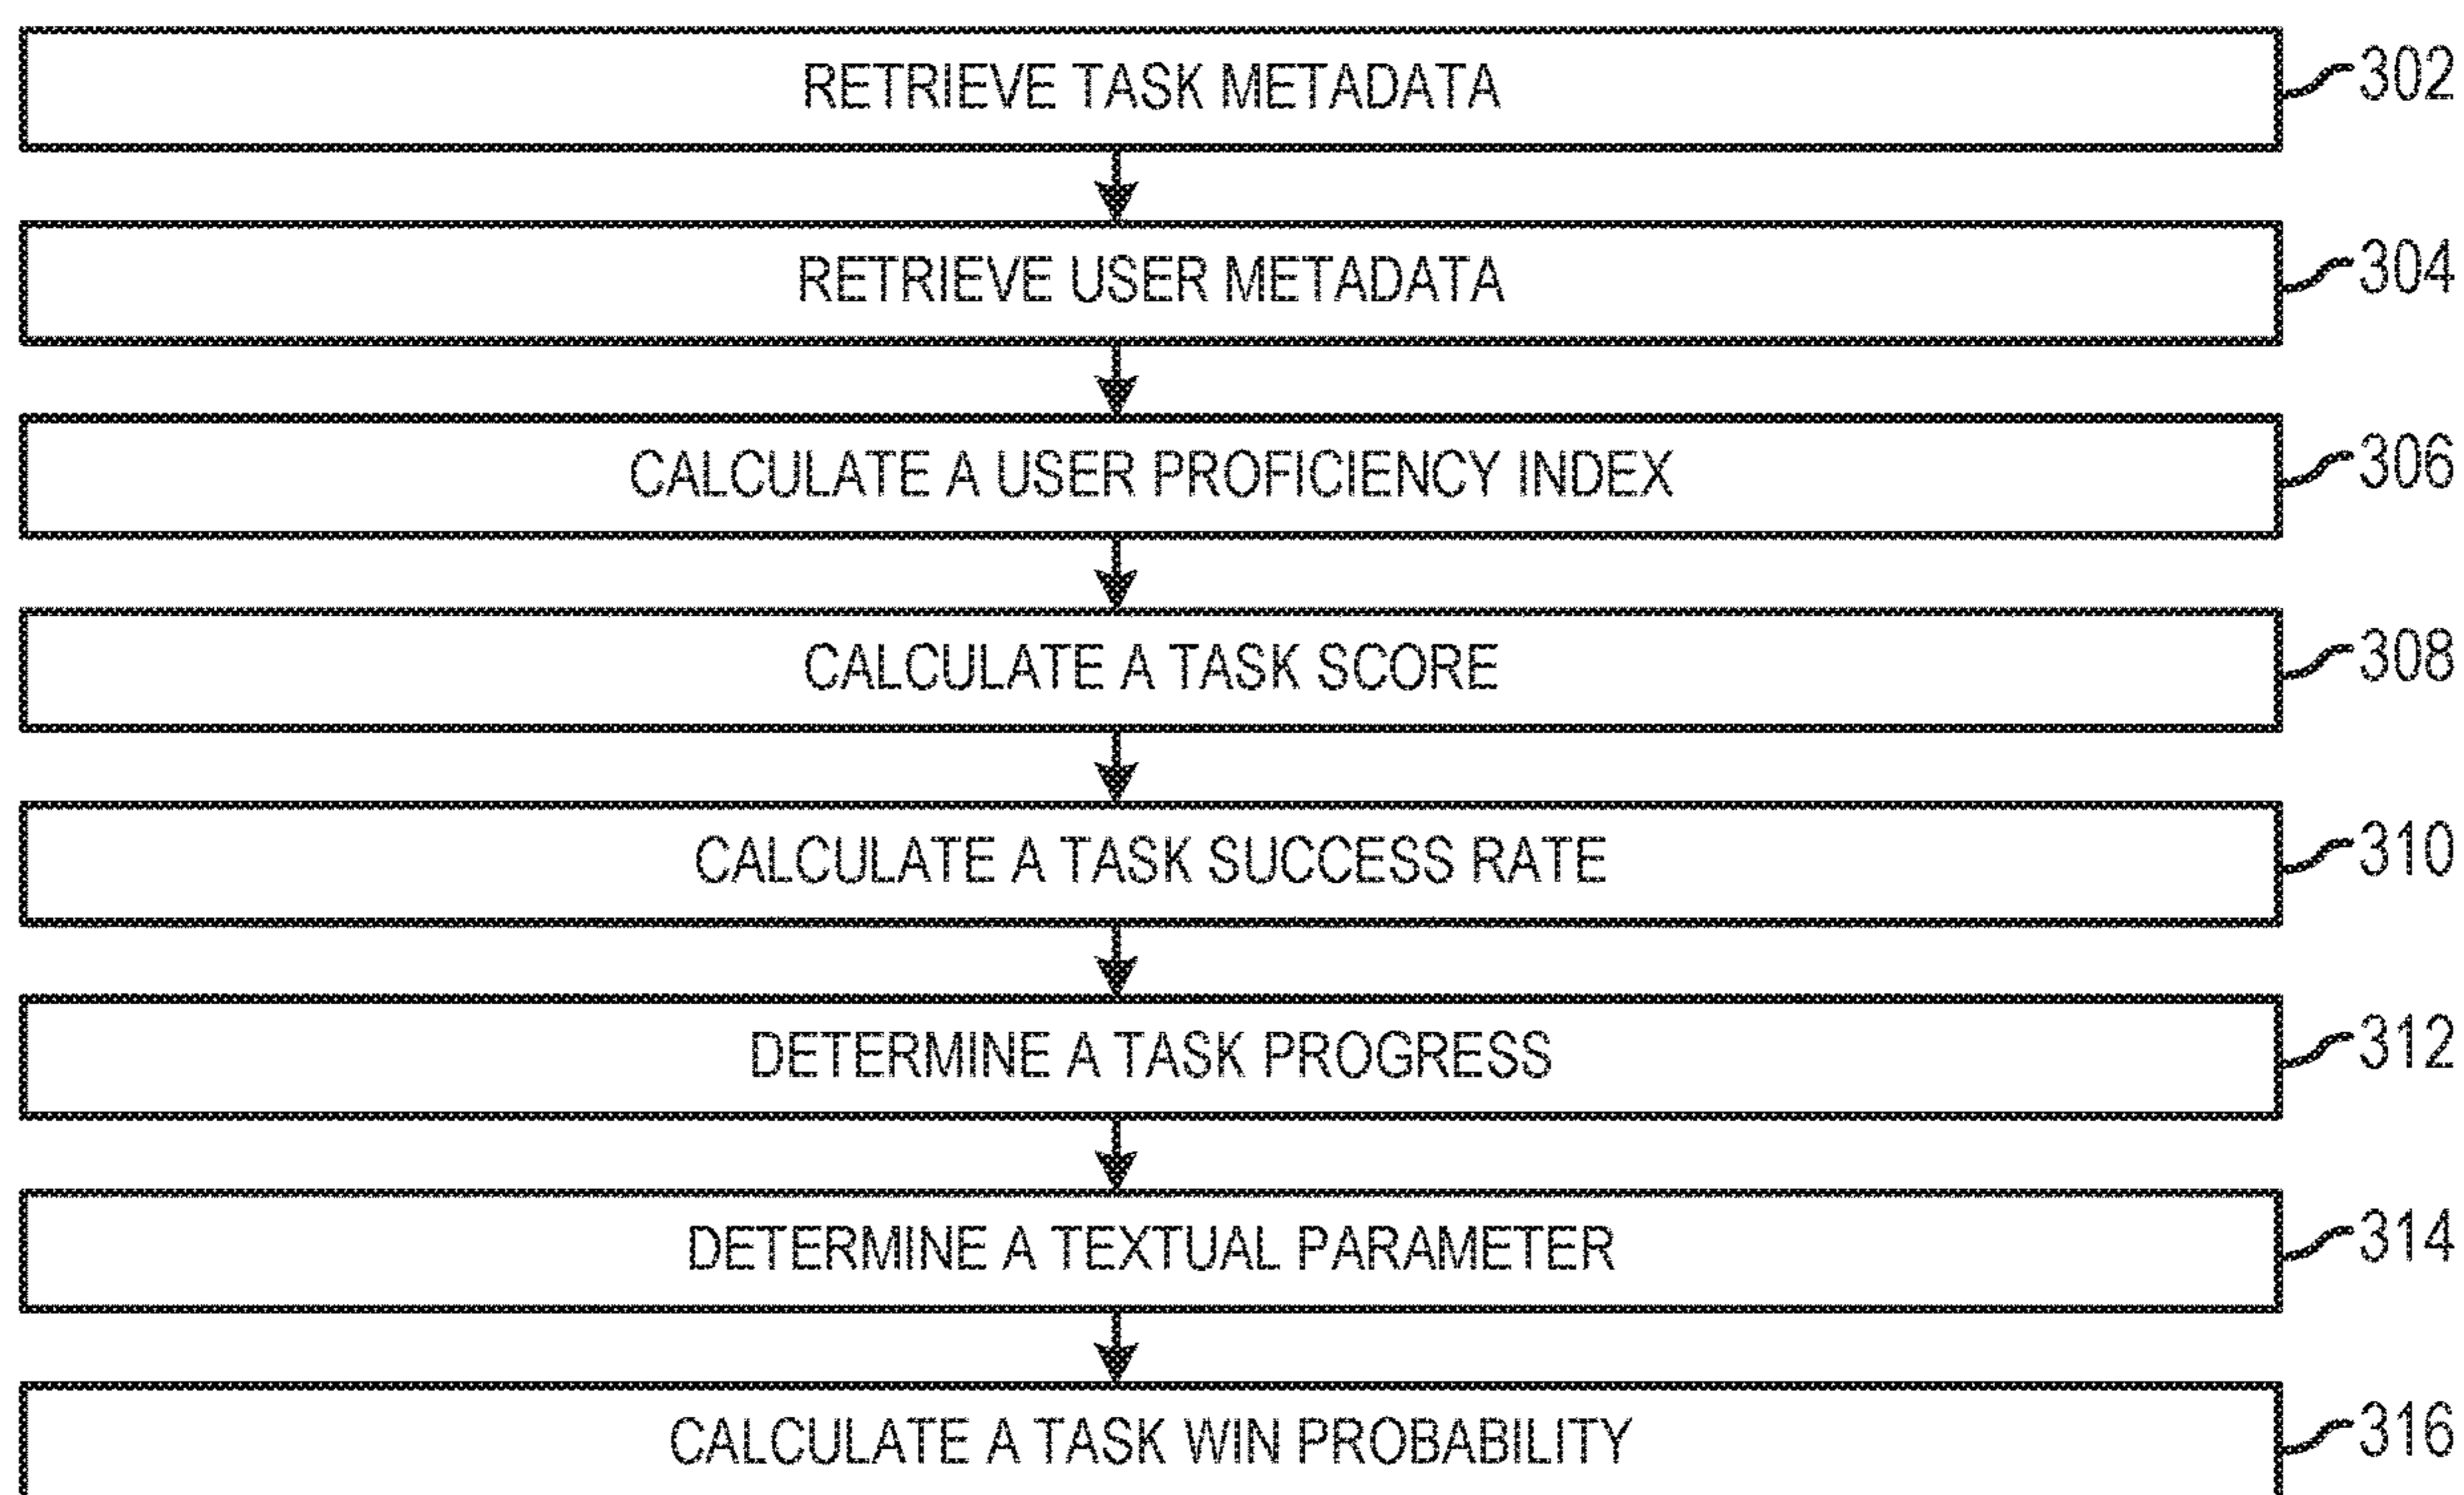 RETRIEVE TASK METADATA 302
RETRIEVE USER METADATA 304
CALCULATE A USER PROFICIENCY INDEX 306
CALCULATE A TASK SCORE 308
CALCULATE A TASK SUCCESS RATE 310
DETERMINE A TASK PROGRESS 312
DETERMINE A TEXTUAL PARAMETER 314
CALCULATE A TASK WIN PROBABILITY 316